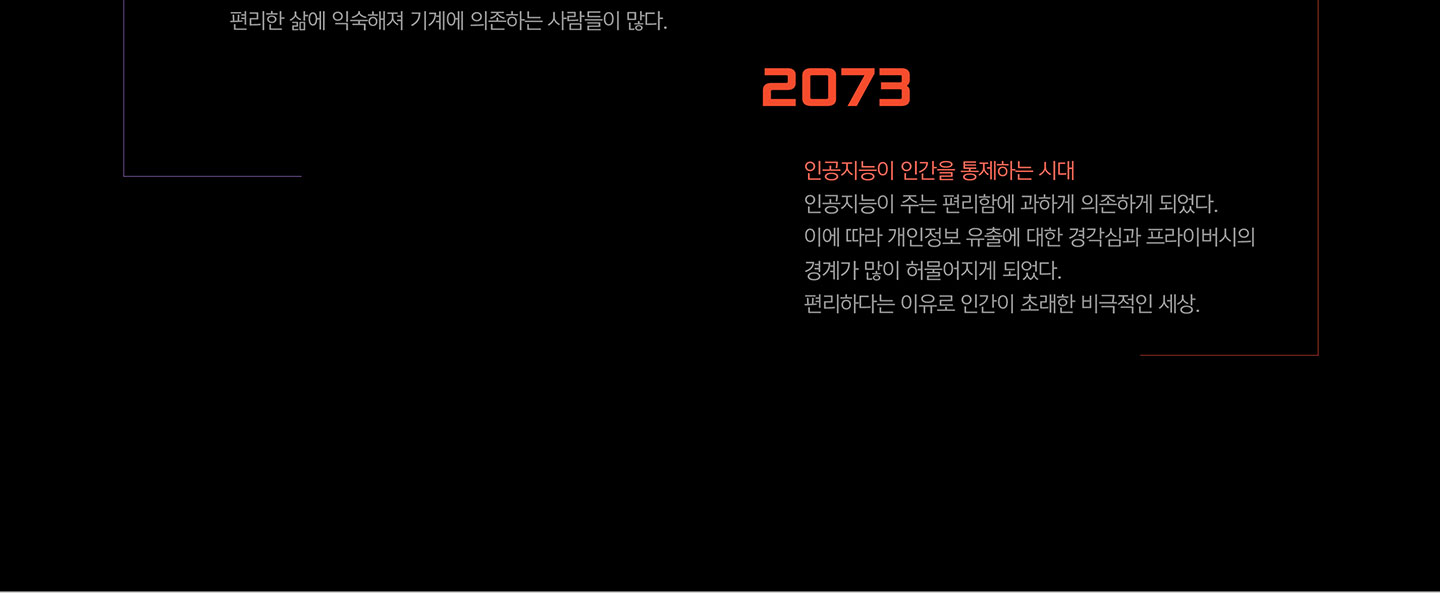 편리한 삶에 익숙해져 기계에 의존하는 사람들이 많다.
2073
인공지능이 인간을 통제하는 시대
인공지능이 주는 편리함에 과하게 의존하게 되었다.
이에 따라 개인정보 유출에 대한 경각심과 프라이버시의
경계가 많이 허물어지게 되었다.
편리하다는 이유로 인간이 초래한 비극적인 세상.